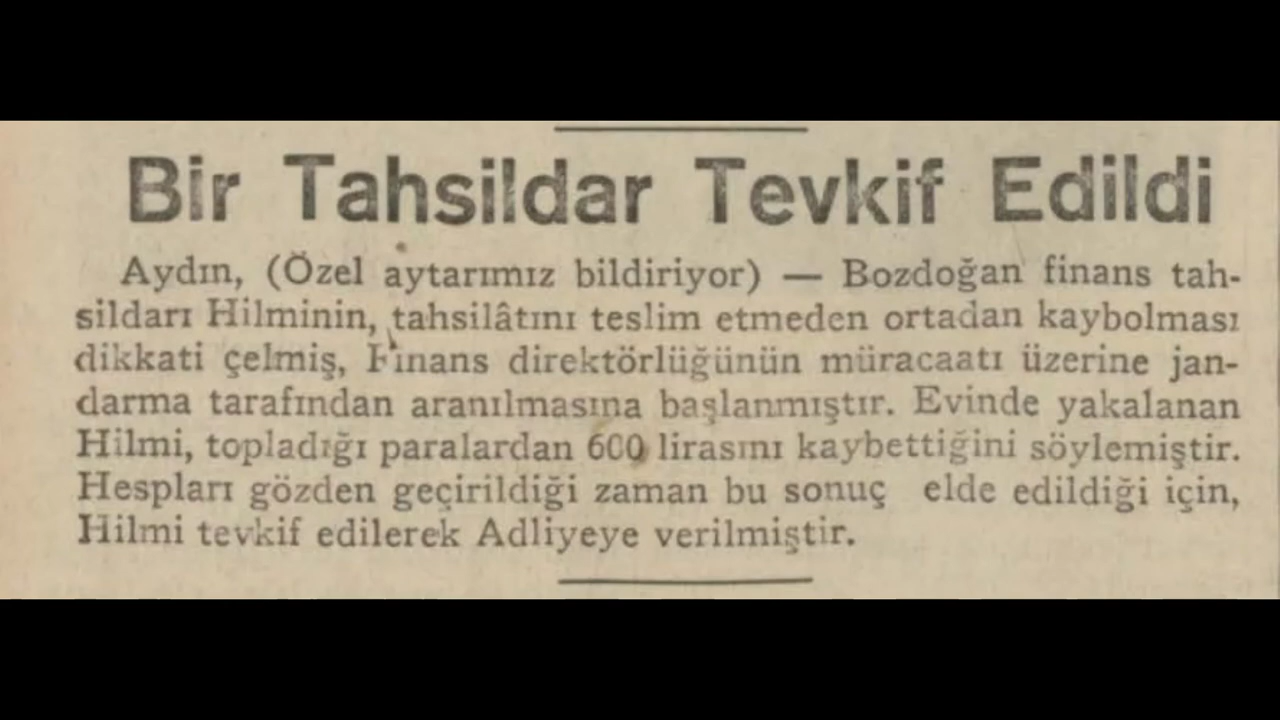 Bir Tahsildar Tevkif Edildi
Aydın, (Özel aytarımız bildiriyor) — Bozdoğan finans tah-
sildarı Hilminin, tahsilâtını teslim etmeden ortadan kaybolması
dikkati çelmiş, Finans direktörlüğünün müracaatı üzerine jan-
darma tarafından aranılmasına başlanmıştır. Evinde yakalanan
Hilmi, topladığı paralardan 600 lirasını kaybettiğini söylemiştir.
Hespları gözden geçirildiği zaman bu sonuç elde edildiği için,
Hilmi tevkif edilerek Adliyeye verilmiştir.